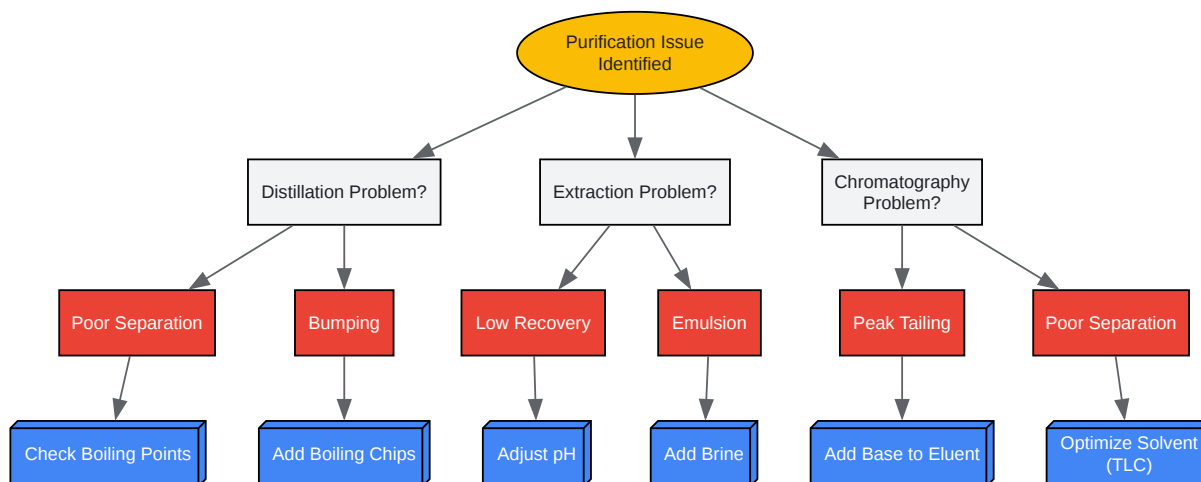 Purification Issue
Identified
Distillation Problem?
Extraction Problem?
Chromatography
Problem?
Poor Separation
Bumping
Low Recovery
Emulsion
Peak Tailing
Poor Separation
Check Boiling Points
Add Boiling Chips
Adjust pH
Add Brine
Add Base to Eluent
Optimize Solvent
(TLC)